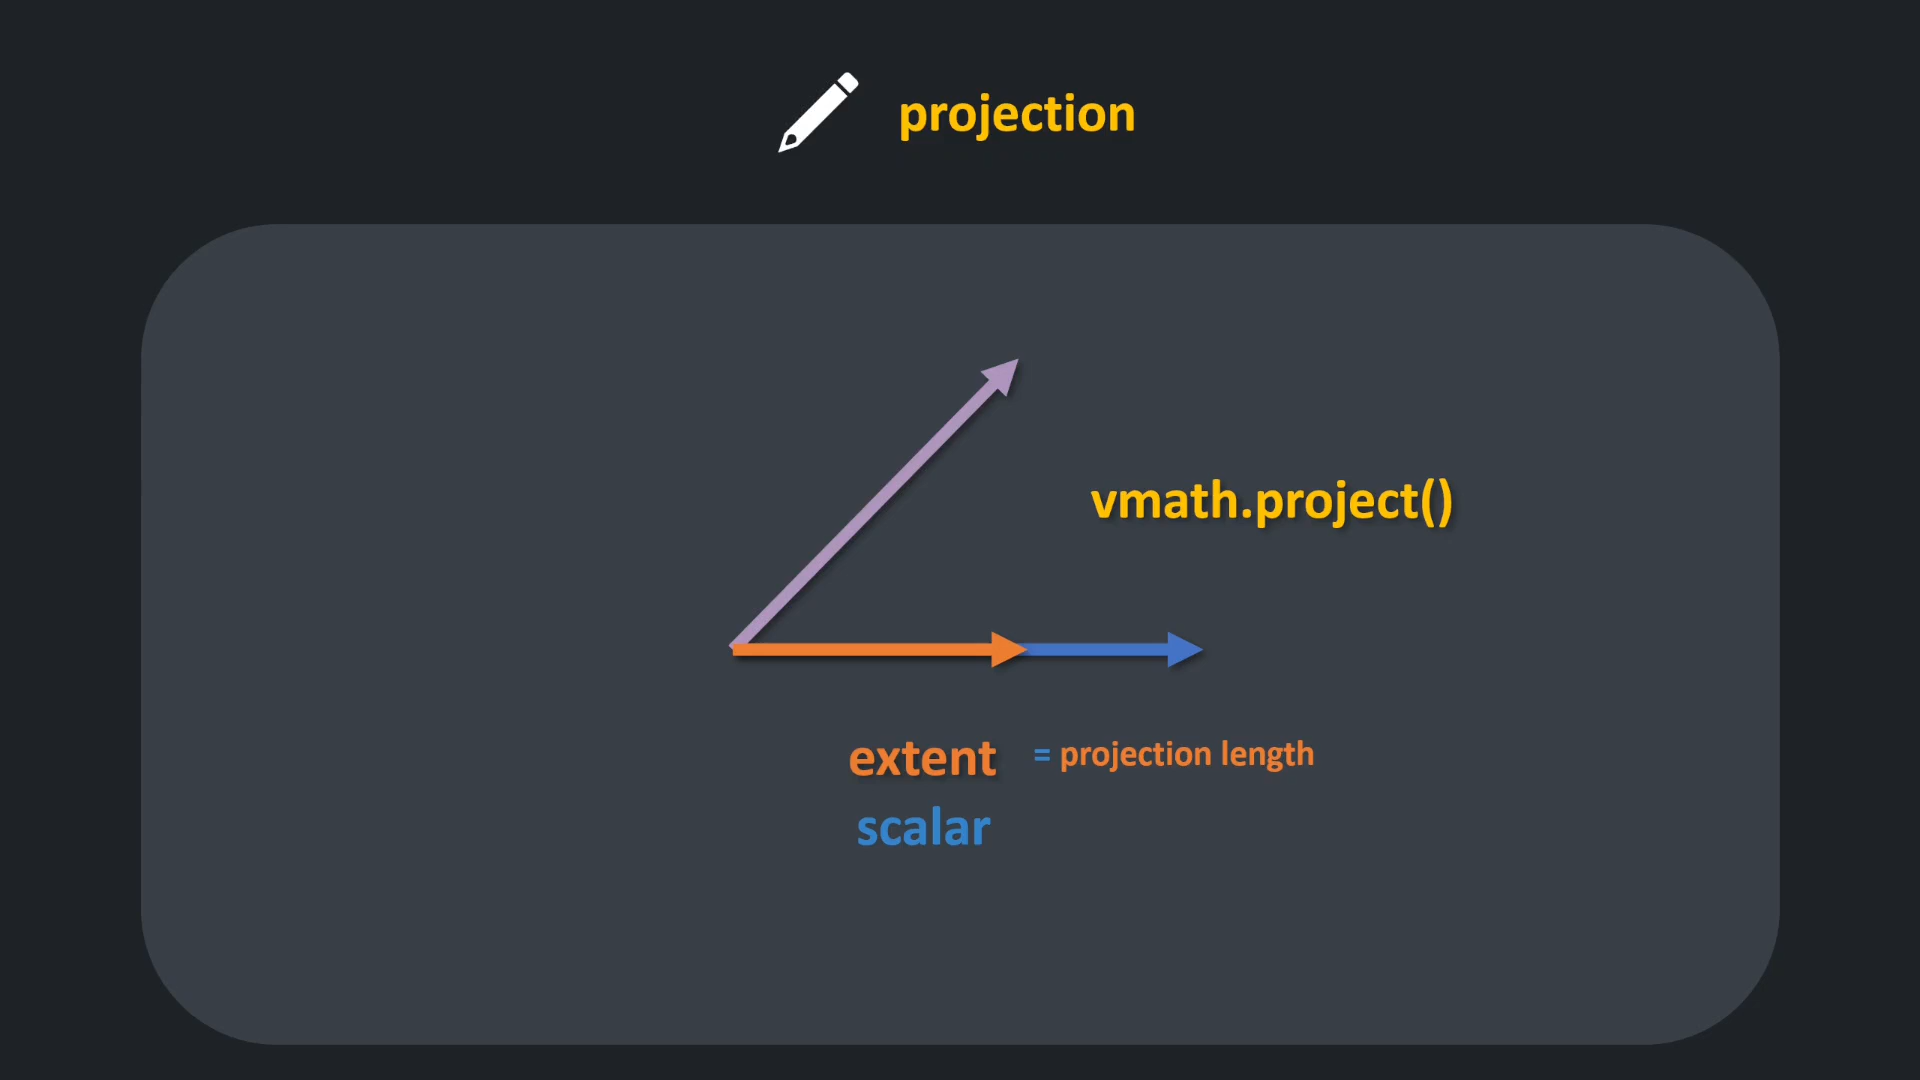 projection
vmath.project()
extent = projection length
scalar